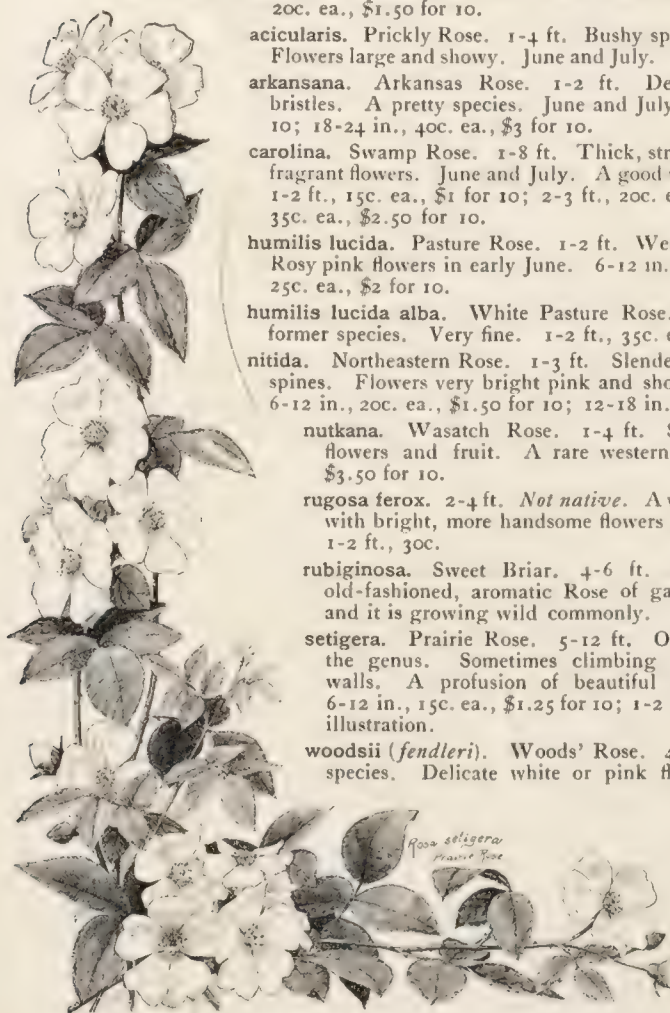 20c. ea., $1.50 for 10.
acicularis. Prickly Rose. 1-4 ft. Bushy sp
Flowers large and showy. June and July.
arkansana. Arkansas Rose. 1-2 ft. De
bristles. A pretty species. June and July
10; 18-24 in., 40c. ea., $3 for 10.
carolina. Swamp Rose. 1-8 ft. Thick, str
fragrant flowers. June and July. A good
1-2 ft., 15c. ea., $1 for 10; 2-3 ft., 20c. e
35c. ea., $2.50 for 10.
humilis lucida. Pasture Rose. 1-2 ft. We
Rosy pink flowers in early June. 6-12 in.
25c. ea., $2 for 10.
humilis lucida alba. White Pasture Rose.
former species. Very fine. 1-2 ft., 35c. e
nitida. Northeastern Rose. 1-3 ft. Slende
spines. Flowers very bright pink and sho
6-12 in., 20c. ea., $1.50 for 10; 12-18 in.
nutkana. Wasatch Rose. 1-4 ft. S
flowers and fruit. A rare western
$3.50 for 10.
rugosa ferox. 2-4 ft. Not native. A v
with bright, more handsome flowers
1-2 ft., 30c.
rubiginosa. Sweet Briar. 4-6 ft.
old-fashioned, aromatic Rose of ga
and it is growing wild commonly.
setigera. Prairie Rose. 5-12 ft. O
the genus. Sometimes climbing
walls. A profusion of beautiful
6-12 in., 15c. ea., $1.25 for 10; 1-2
illustration.
woodsii (fendleri). Woods' Rose.
species. Delicate white or pink fl
Rosa setigera
Prairie Rose